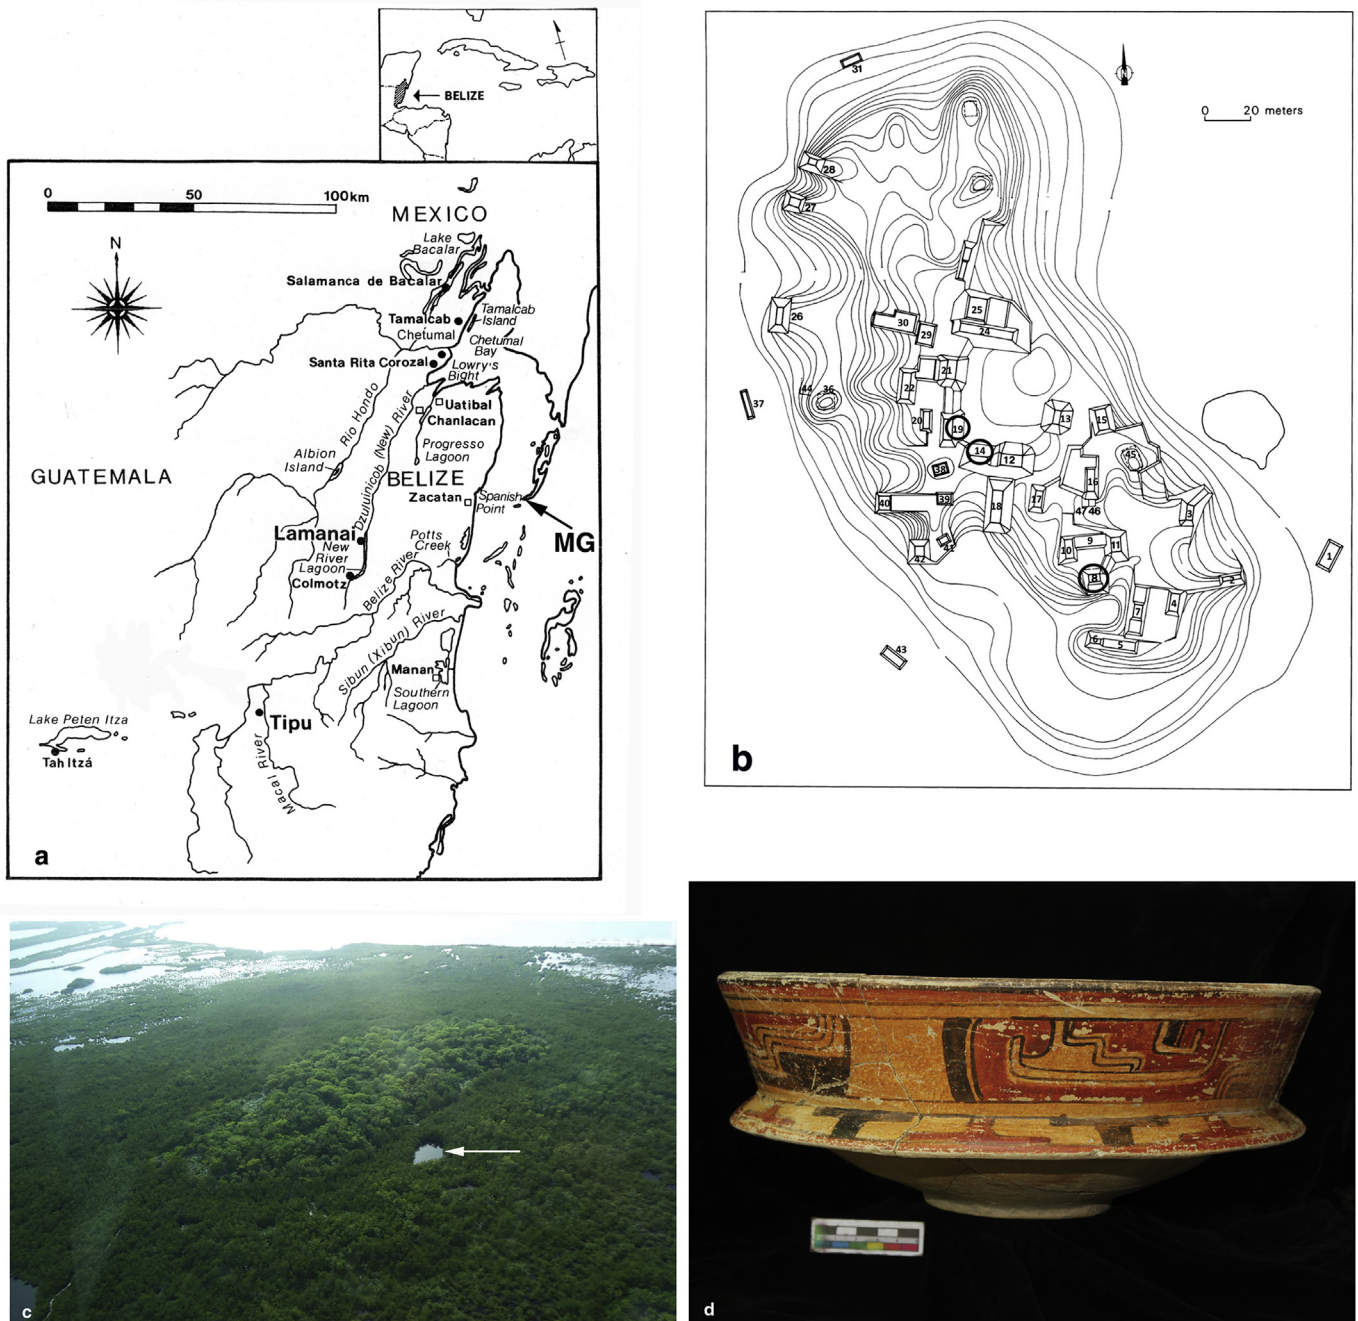 BELIZE
0 50 100 km
MEXICO
N
Lake
Bacalar
Salamanca de Bacalar
Tamalcab
Tamalcab
Island
Chetumal
Chetumal
Bay
Santa Rita Corozal
Lowry's
Bight
Uatibal
Chanlacan
Rio Hondo
Dzuluinicob (New) River
Progresso
Lagoon
Albion
Island
GUATEMALA
BELIZE
Zacatan
Spanish
Point
MG
Lamanai
New
River
Lagoon
Potts
Creek
Colmotz
Belize River
Sibun (Xibun) River
Manan
Southern
Lagoon
Lake Peten Itza
Tipu
Tah Itzá
Macal River
a
N
0 20 meters
31
28
27
26
25
24
30
29
21
22
44
36
37
20
19
13
15
14
12
45
38
16
40
39
18
17
47
46
3
41
42
10
9
11
1
8
2
7
4
6
5
43
b
c
d